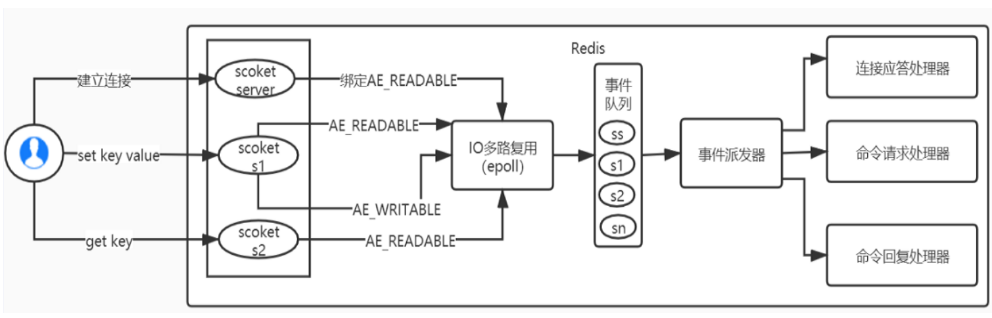 Redis
建立连接
set key value
get key
scoket
server
scoket
s1
scoket
s2
绑定AE_READABLE
AE_READABLE
AE_WRITABLE
AE_READABLE
IO多路复用
（epoll）
事件
队列
ss
s1
s2
sn
事件派发器
连接应答处理器
命令请求处理器
命令回复处理器